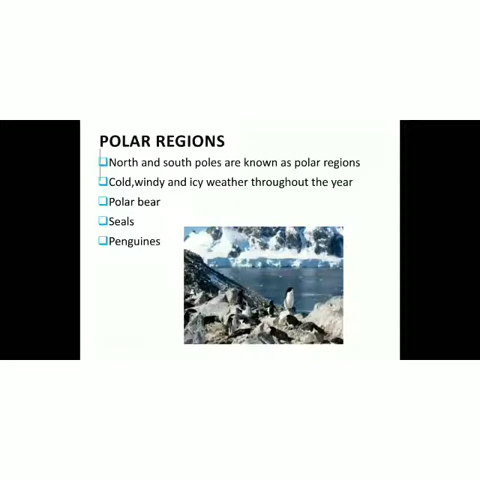 POLAR REGIONS
North and south poles are known as polar regions
Cold,windy and icy weather throughout the year
Polar bear
Seals
Penguines